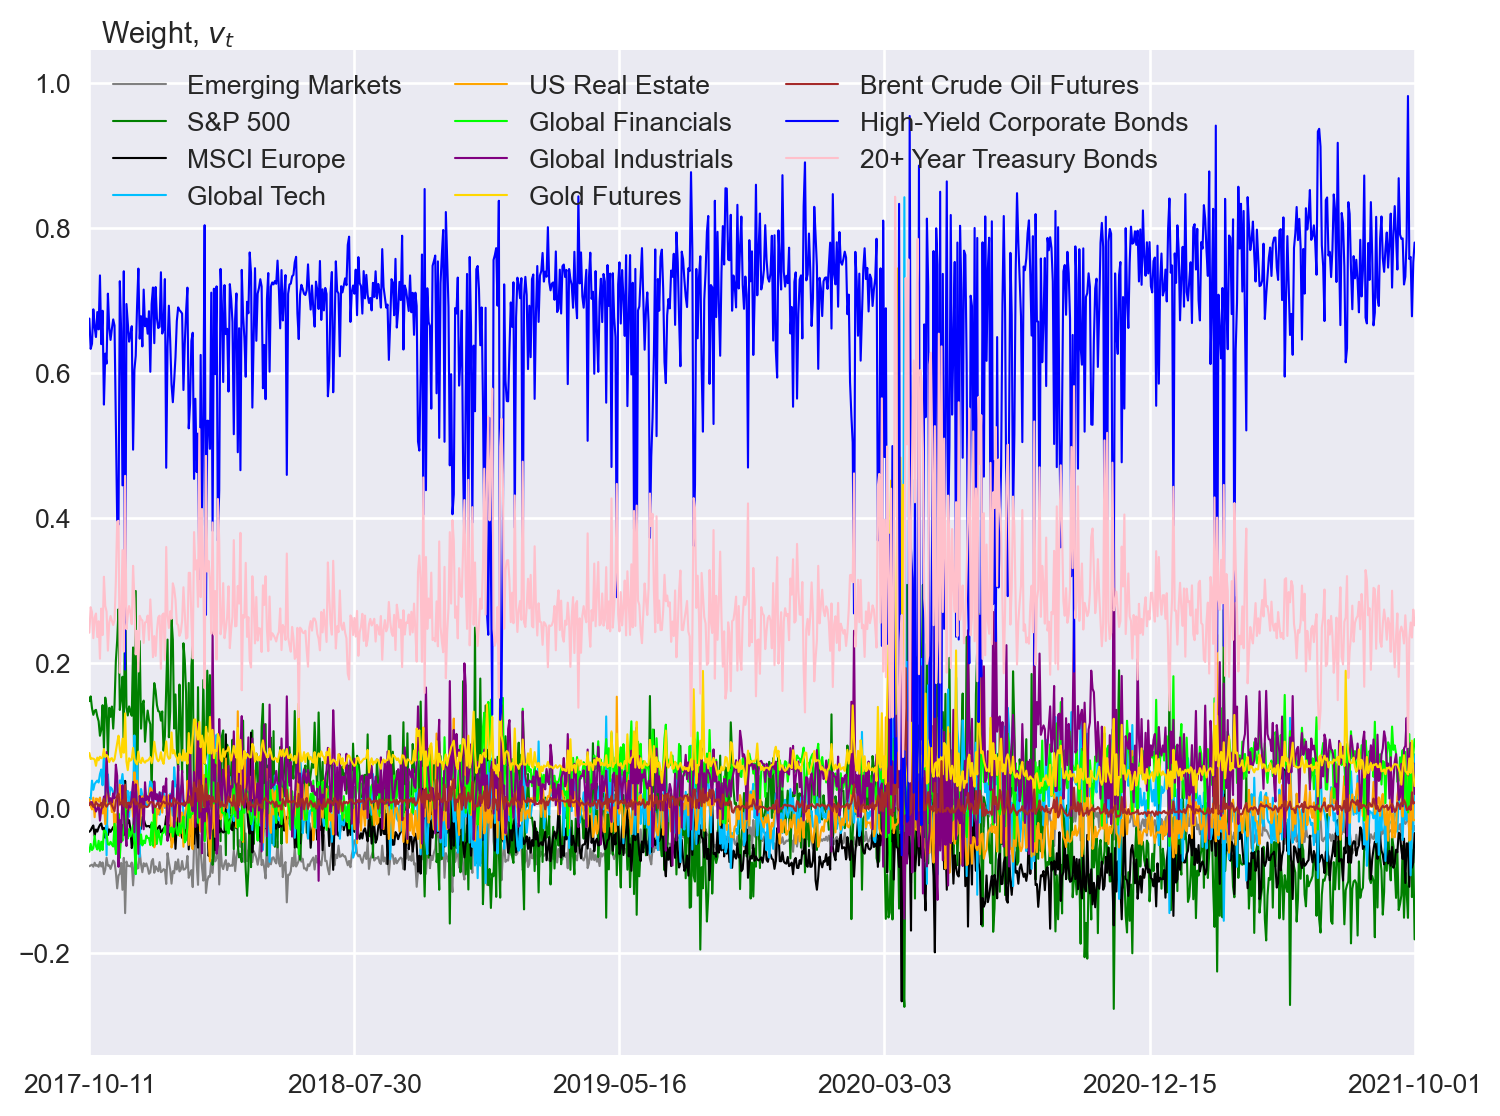 Weight, vt
1.0
0.8
0.6
0.4
0.2
0.0
−0.2
Emerging Markets
S&P 500
MSCI Europe
Global Tech
US Real Estate
Global Financials
Global Industrials
Gold Futures
Brent Crude Oil Futures
High-Yield Corporate Bonds
20+ Year Treasury Bonds
2017-10-11 2018-07-30 2019-05-16 2020-03-03 2020-12-15 2021-10-01